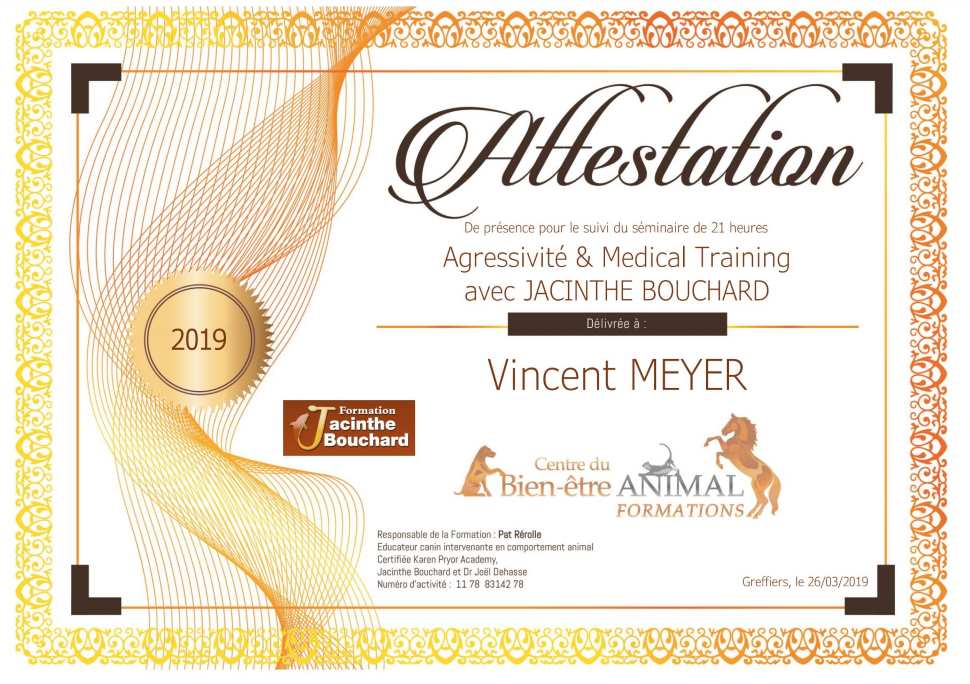 Attestation
De présence pour le suivi du séminaire de 21 heures
Agressivité & Medical Training
avec JACINTHE BOUCHARD
Délivrée à :
2019
Vincent MEYER
Formation
Jacinthe
Bouchard
Centre du
Bien-être ANIMAL
FORMATIONS
Responsable de la Formation : Pat Rérolle
Educateur canin intervenante en comportement animal
Certifiée Karen Pryor Academy,
Jacinthe Bouchard et Dr Joël Dehasse
Numéro d'activité : 11 78 83142 78
Greffiers, le 26/03/2019